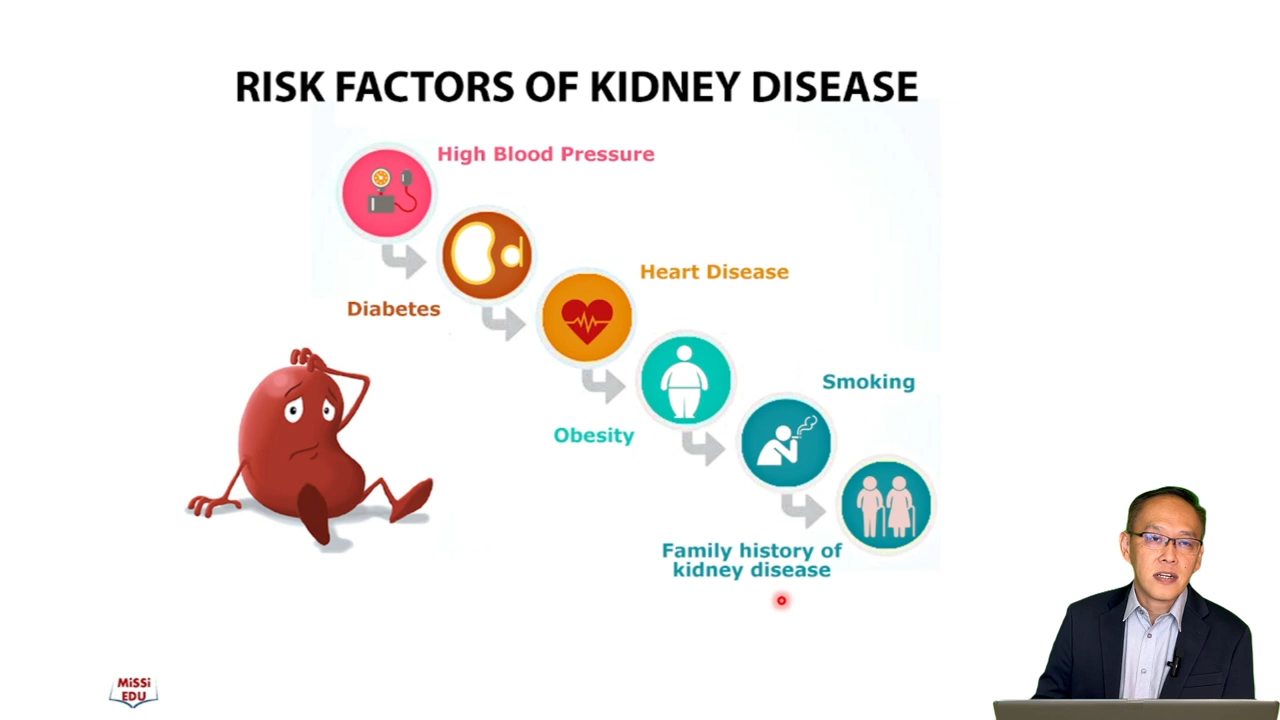 RISK FACTORS OF KIDNEY DISEASE
High Blood Pressure
Diabetes
Heart Disease
Obesity
Smoking
Family history of
kidney disease
MiSSi
EDU